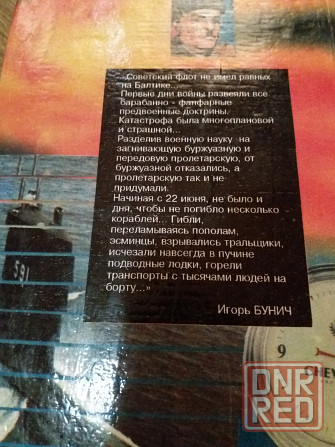 «Советский флот не имел равных
на Балтике...
Первые дни войны развеяли все
барабанно - фанфарные
предвоенные доктрины.
Катастрофа была многоплановой
и страшной...
Разделив военную науку на
загнивающую буржуазную и
передовую пролетарскую, от
буржуазной отказались, а
пролетарскую так и не
придумали.
Начиная с 22 июня, не было и
дня, чтобы не погибло несколько
кораблей... Гибли,
переламываясь пополам,
эсминцы, взрывались тральщики,
исчезали навсегда в пучине
подводные лодки, горели
транспорты с тысячами людей на
борту...»
Игорь БУНИЧ
591
9
CHEV
DNR
RED